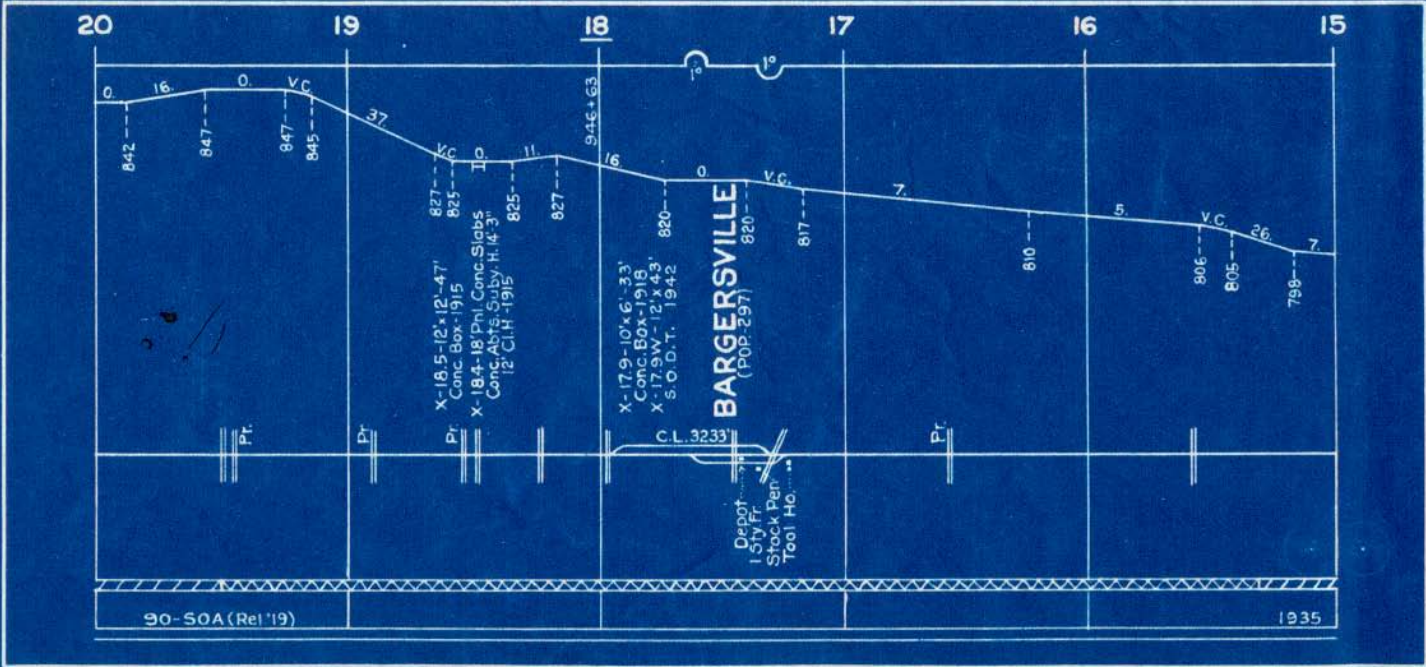 20 19 18 17 16 15
1° 1°
0. 16. 0. V.C. 37. V.C. 0. 11. 16. 0. V.C. 7. 5. V.C. 26. 7.
842 847 847 845 827 825 825 827 946+63 820 820 817 810 806 805 798
X-18.5-12'x12'-47'
Conc. Box-1915
X-18.4-18' Pnl. Conc. Slabs
Conc. Abts. Suby. H. 14'3"
12' Cl. H.-1915
X-17.9-10'x6'-33'
Conc. BOX-1918
X-17.9W-12'x43'
S.O.D.T. 1942
BARGERSVILLE
(POP.-297)
Pr. Pr. Pr. C.L.3233' Pr.
Depot
1 Sty. Fr.
Stock Pen
Tool Ho.
90-SOA (Rel '19) 1935